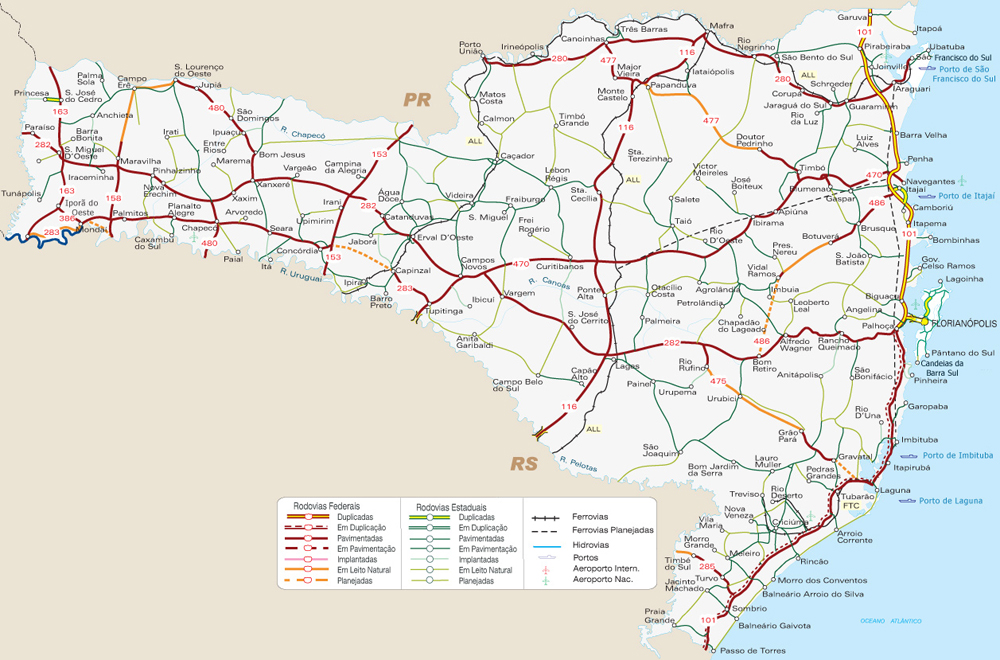 Garuva
Itapoá
101
Mafra
Três Barras
Canoinhas
Porto
União
Irineópolis
280
477
116
Rio
Negrinho
Pirabeiraba
Ubatuba
São
Francisco do Sul
Joinville
Porto de São
Francisco do Sul
São Bento do Sul
280
ALL
Schroeder
Araguari
Major
Vieira
Itaiópolis
Papanduva
Corupá
Jaraguá do Sul
Guaramirim
Rio
da Luz
Monte
Castelo
S. Lourenço
do Oeste
Palma
Sola
Campo
Erê
Jupiá
Princesa
S. José
do Cedro
163
480
PR
Matos
Costa
Calmon
ALL
Timbó
Grande
116
477
Doutor
Pedrinho
Barra Velha
Luiz
Alves
Anchieta
São
Domingos
Paraíso
282
Barra
Bonita
Irati
Ipuaçu
R. Chapecó
153
S. Miguel
D'Oeste
Entre
Rioso
Marema
Bom Jesus
Maravilha
Vargeão
Campina
da Alegria
Caçador
Sta.
Terezinha
Victor
Meireles
José
Boiteux
Timbó
Penha
470
Navegantes
Itajaí
Porto de Itajaí
Iraceminha
Pinhalzinho
Nova
Erechim
Xanxerê
Lebon
Régis
ALL
Blumenau
Gaspar
Tunápolis
163
158
Xaxim
Irani
282
Água
Doce
Videira
Fraiburgo
Sta.
Cecília
Salete
486
Camboriú
Iporã do
Oeste
386
283
Mondaí
Palmitos
Planalto
Alegre
Arvoredo
Ipumirim
Catanduvas
S. Miguel
Frei
Rogério
Taió
Apiúna
Ibirama
Itapema
Brusque
Botuverá
101
Caxambu
do Sul
Chapecó
Seara
Concórdia
Jaborá
Erval D'Oeste
Rio
D'Oeste
Pres.
Nereu
Bombinhas
480
Paial
Itá
153
R. Uruguai
Capinzal
Campos
Novos
470
Curitibanos
S. João
Batista
Gov.
Celso Ramos
Ipira
283
Barro
Preto
R. Canoas
Vargem
Ponte
Alta
Otacílio
Costa
Agrolândia
Vidal
Ramos
Imbuia
Lagoinha
Tupitinga
Ibicuí
Petrolândia
Leoberto
Leal
Angelina
Biguaçu
S. José
do Cerrito
Palmeira
Chapadão
do Lageado
Palhoça
FLORIANÓPOLIS
Anita
Garibaldi
282
486
Alfredo
Wagner
Rancho
Queimado
Bom
Retiro
Pântano do Sul
Candeias da
Barra Sul
Lages
Rio
Rufino
Capão
Alto
Campo Belo
do Sul
Painel
Urupema
475
Urubici
Anitápolis
São
Bonifácio
Pinheira
116
Rio
D'Una
Garopaba
ALL
Grão
Pará
Imbituba
RS
R. Pelotas
São
Joaquim
Bom Jardim
da Serra
Lauro
Muller
Gravatal
Pedras
Grandes
Porto de Imbituba
Itapirubá
Treviso
Rio
Deserto
Tubarão
FTC
Laguna
Porto de Laguna
Nova
Veneza
Vila
Maria
Criciúma
Arroio
Corrente
Morro
Grande
Meleiro
Rincão
Timbé
do Sul
285
Turvo
Jacinto
Machado
Morro dos Conventos
Balneário Arroio do Silva
Praia
Grande
Sombrio
101
Balneário Gaivota
Passo de Torres
OCEANO ATLÂNTICO
Rodovias Federais
Duplicadas
Em Duplicação
Pavimentadas
Em Pavimentação
Implantadas
Em Leito Natural
Planejadas
Rodovias Estaduais
Duplicadas
Em Duplicação
Pavimentadas
Em Pavimentação
Implantadas
Em Leito Natural
Planejadas
Ferrovias
Ferrovias Planejadas
Hidrovias
Portos
Aeroporto Intern.
Aeroporto Nac.